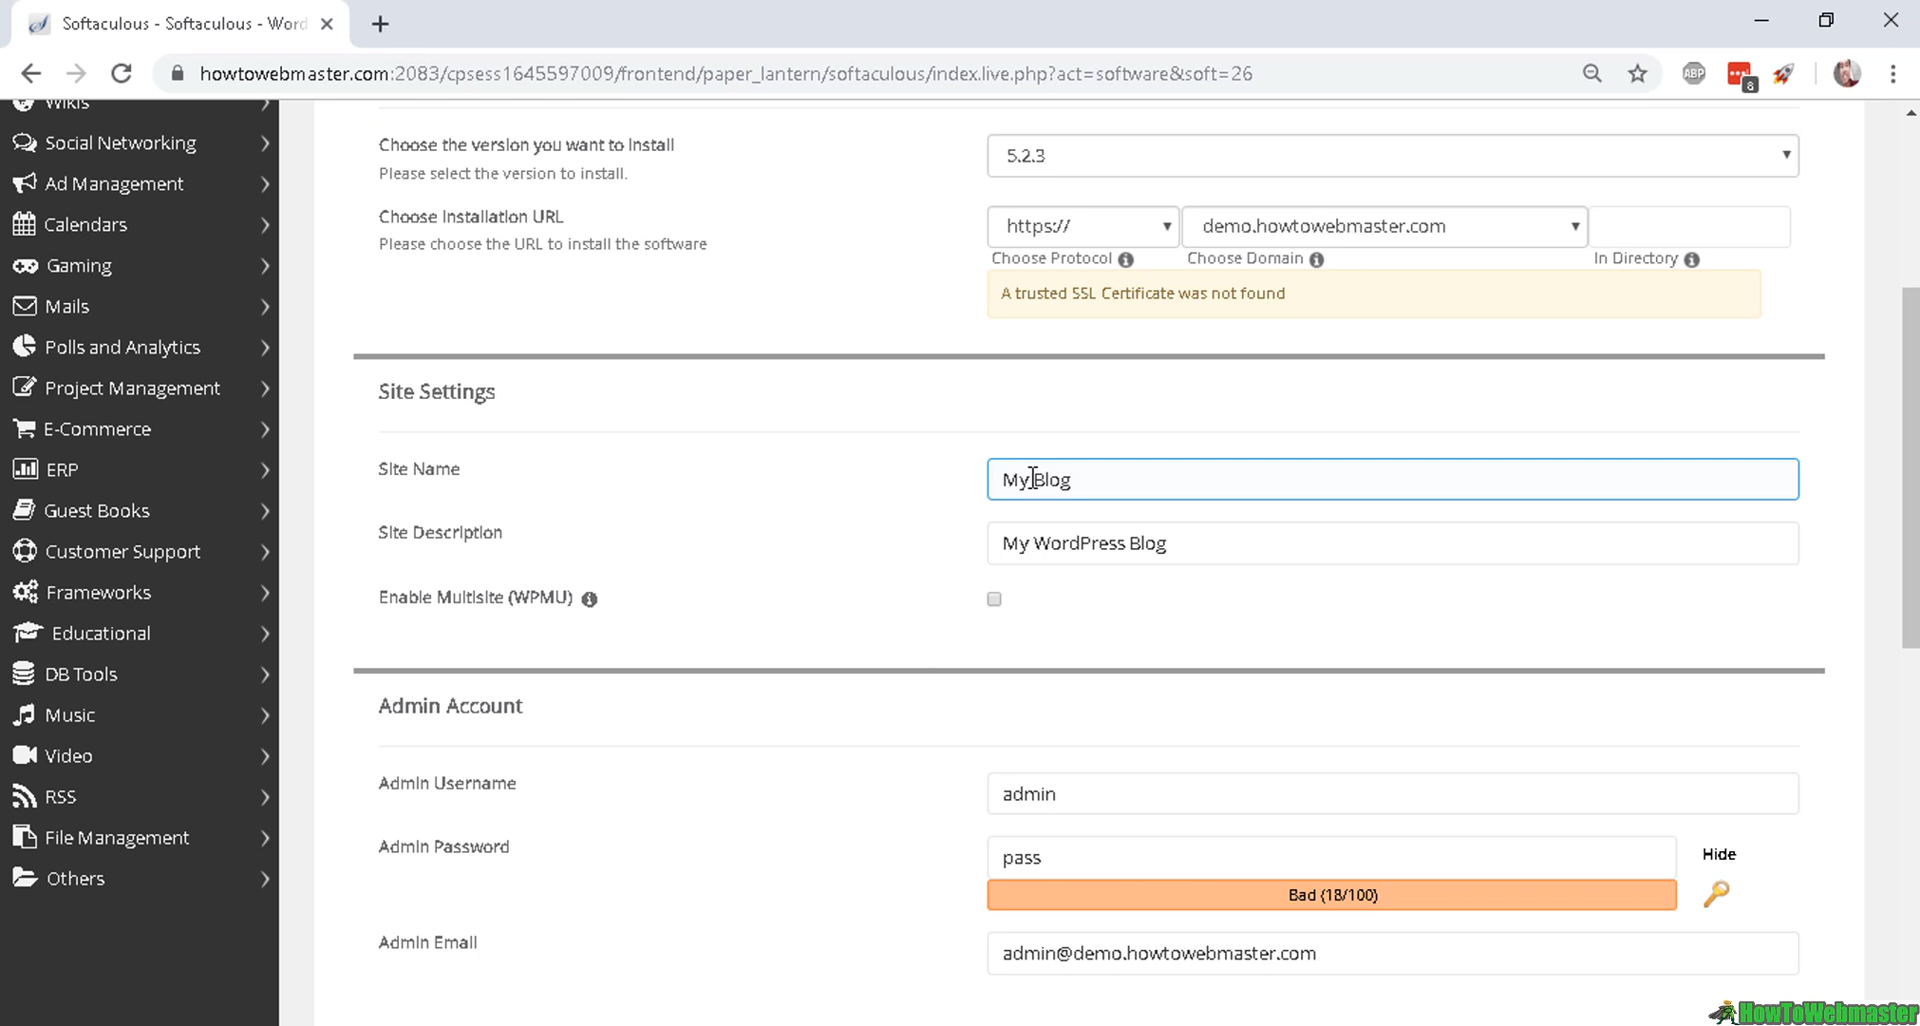 Softaculous - Softaculous - Word
howtowebmaster.com:2083/cpsess1645597009/frontend/paper_lantern/softaculous/index.live.php?act=software&soft=26
ABP
8
Wikis
Social Networking
Ad Management
Calendars
Gaming
Mails
Polls and Analytics
Project Management
E-Commerce
ERP
Guest Books
Customer Support
Frameworks
Educational
DB Tools
Music
Video
RSS
File Management
Others
Choose the version you want to install
5.2.3
Please select the version to install.
Choose Installation URL
https://
demo.howtowebmaster.com
Please choose the URL to install the software
Choose Protocol
Choose Domain
In Directory
A trusted SSL Certificate was not found
Site Settings
Site Name
My Blog
Site Description
My WordPress Blog
Enable Multisite (WPMU)
Admin Account
Admin Username
admin
Admin Password
pass
Hide
Bad (18/100)
Admin Email
admin@demo.howtowebmaster.com
HowToWebmaster